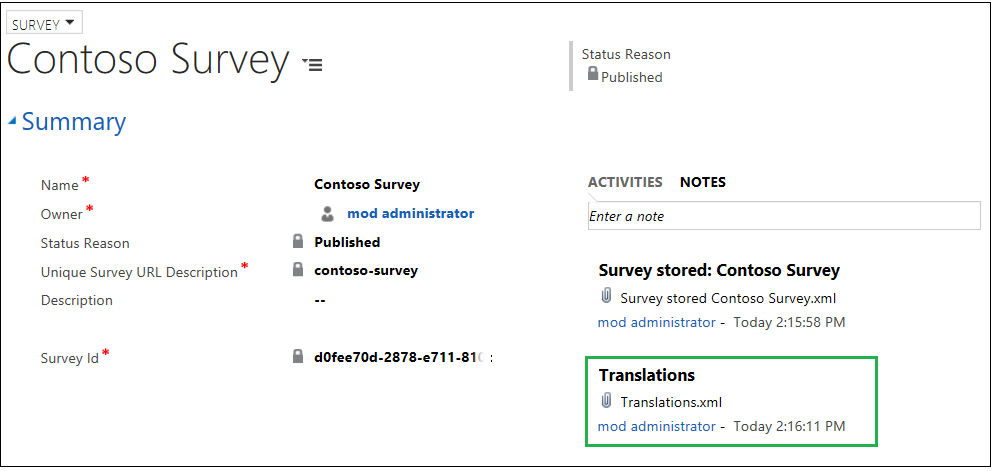 SURVEY
Contoso Survey
Status Reason
Published
Summary
Name *
Contoso Survey
Owner *
mod administrator
Status Reason
Published
Unique Survey URL Description *
contoso-survey
Description
--
Survey Id *
d0fee70d-2878-e711-810
ACTIVITIES NOTES
Enter a note
Survey stored: Contoso Survey
Survey stored Contoso Survey.xml
mod administrator - Today 2:15:58 PM
Translations
Translations.xml
mod administrator - Today 2:16:11 PM